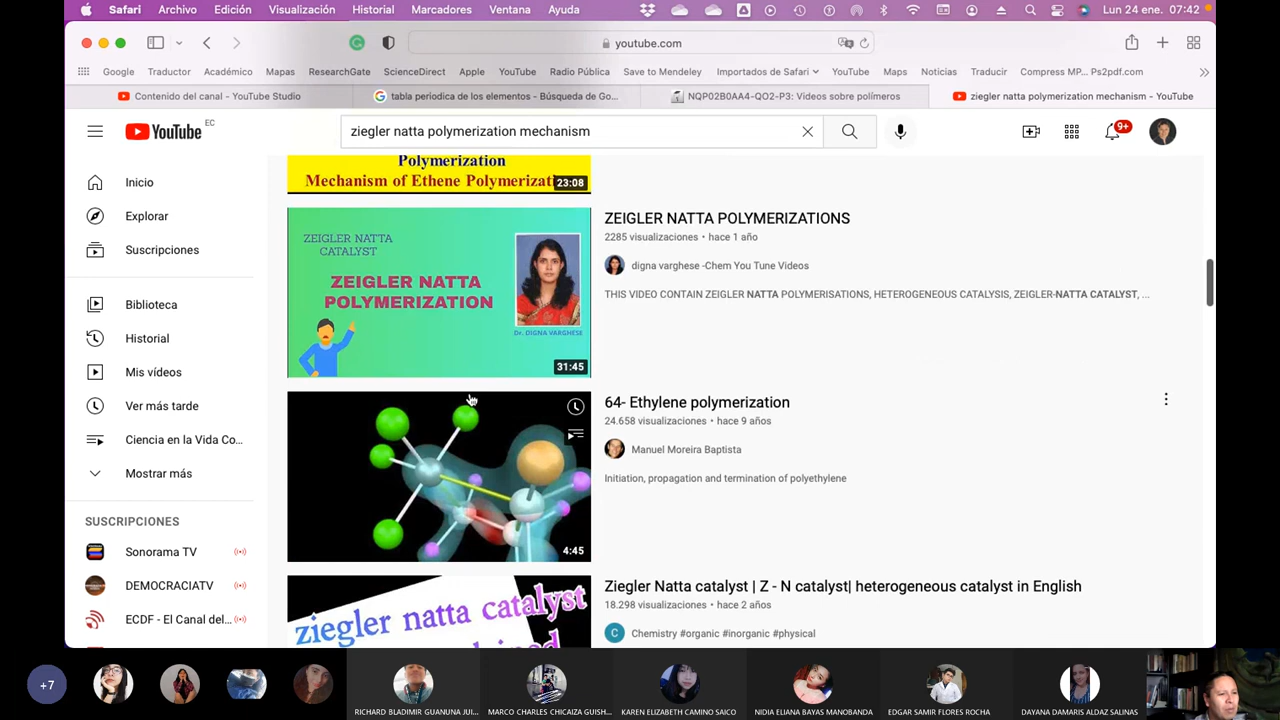 Safari Archivo Edición Visualización Historial Marcadores Ventana Ayuda Lun 24 ene. 07:42
youtube.com
Google Traductor Académico Mapas ResearchGate ScienceDirect Apple YouTube Radio Pública Save to Mendeley Importados de Safari YouTube Maps Noticias Traducir Compress MP... Ps2pdf.com
Contenido del canal - YouTube Studio tabla periodica de los elementos - Búsqueda de Go... NQP02B0AA4-QO2-P3: Videos sobre polímeros ziegler natta polymerization mechanism - YouTube
YouTube EC ziegler natta polymerization mechanism 9+
Inicio
Explorar
Suscripciones
Biblioteca
Historial
Mis vídeos
Ver más tarde
Ciencia en la Vida Co...
Mostrar más
SUSCRIPCIONES
Sonorama TV
DEMOCRACIATV
ECDF - El Canal del...
Polymerization
Mechanism of Ethene Polymerizati
23:08
ZEIGLER NATTA
CATALYST
ZEIGLER NATTA
POLYMERIZATION
Dr. DIGNA VARGHESE
31:45
ZEIGLER NATTA POLYMERIZATIONS
2285 visualizaciones • hace 1 año
digna varghese -Chem You Tune Videos
THIS VIDEO CONTAIN ZEIGLER NATTA POLYMERISATIONS, HETEROGENEOUS CATALYSIS, ZEIGLER-NATTA CATALYST, ...
4:45
64- Ethylene polymerization
24.658 visualizaciones • hace 9 años
Manuel Moreira Baptista
Initiation, propagation and termination of polyethylene
ziegler natta catalyst
Ziegler Natta catalyst | Z - N catalyst| heterogeneous catalyst in English
18.298 visualizaciones • hace 2 años
C Chemistry #organic #inorganic #physical
+7
RICHARD BLADIMIR GUANUNA JUI... MARCO CHARLES CHICAIZA GUISH... KAREN ELIZABETH CAMINO SAICO NIDIA ELIANA BAYAS MANOBANDA EDGAR SAMIR FLORES ROCHA DAYANA DAMARIS ALDAZ SALINAS